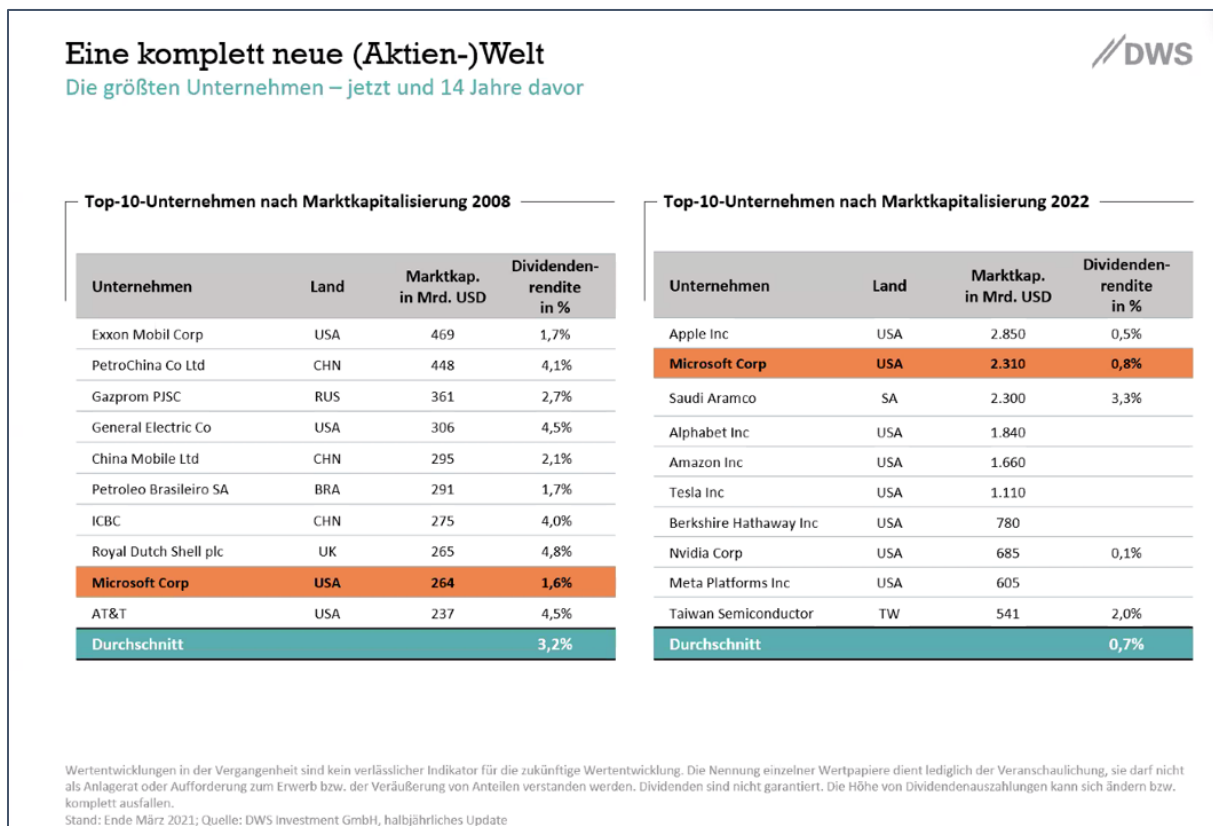 Eine komplett neue (Aktien-)Welt
DWS
Die größten Unternehmen – jetzt und 14 Jahre davor
Top-10-Unternehmen nach Marktkapitalisierung 2008
Unternehmen Land Marktkap. in Mrd. USD Dividenden-rendite in %
Exxon Mobil Corp USA 469 1,7%
PetroChina Co Ltd CHN 448 4,1%
Gazprom PJSC RUS 361 2,7%
General Electric Co USA 306 4,5%
China Mobile Ltd CHN 295 2,1%
Petroleo Brasileiro SA BRA 291 1,7%
ICBC CHN 275 4,0%
Royal Dutch Shell plc UK 265 4,8%
Microsoft Corp USA 264 1,6%
AT&T USA 237 4,5%
Durchschnitt 3,2%
Top-10-Unternehmen nach Marktkapitalisierung 2022
Unternehmen Land Marktkap. in Mrd. USD Dividenden-rendite in %
Apple Inc USA 2.850 0,5%
Microsoft Corp USA 2.310 0,8%
Saudi Aramco SA 2.300 3,3%
Alphabet Inc USA 1.840
Amazon Inc USA 1.660
Tesla Inc USA 1.110
Berkshire Hathaway Inc USA 780
Nvidia Corp USA 685 0,1%
Meta Platforms Inc USA 605
Taiwan Semiconductor TW 541 2,0%
Durchschnitt 0,7%
Wertentwicklungen in der Vergangenheit sind kein verlässlicher Indikator für die zukünftige Wertentwicklung. Die Nennung einzelner Wertpapiere dient lediglich der Veranschaulichung, sie darf nicht
als Anlagerat oder Aufforderung zum Erwerb bzw. der Veräußerung von Anteilen verstanden werden. Dividenden sind nicht garantiert. Die Höhe von Dividendenauszahlungen kann sich ändern bzw.
komplett ausfallen.
Stand: Ende März 2021; Quelle: DWS Investment GmbH, halbjährliches Update